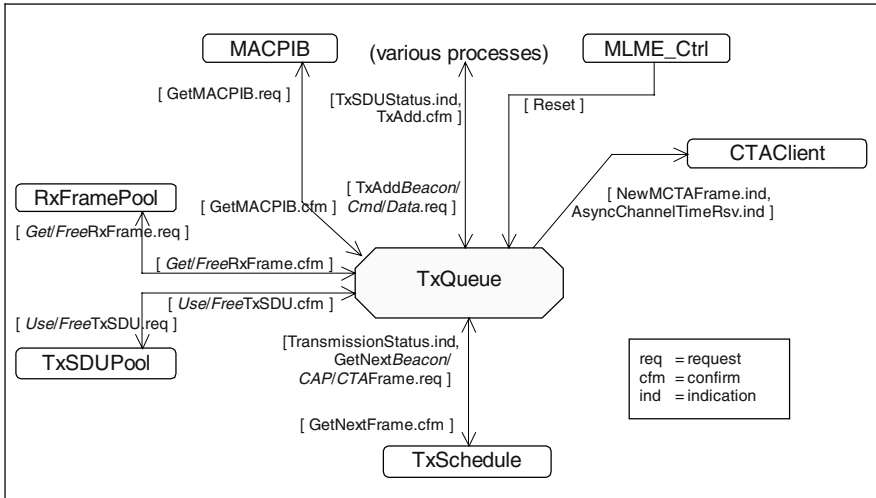 MACPIB
(various processes)
MLME_Ctrl
[ GetMACPIB.req ]
[TxSDUStatus.ind,
TxAdd.cfm ]
[ Reset ]
CTAClient
[ NewMCTAFrame.ind,
AsyncChannelTimeRsv.ind ]
[ TxAddBeacon/
Cmd/Data.req ]
RxFramePool
[ GetMACPIB.cfm ]
[ Get/FreeRxFrame.req ]
[ Get/FreeRxFrame.cfm ]
TxQueue
[ Use/FreeTxSDU.cfm ]
[ Use/FreeTxSDU.req ]
TxSDUPool
[TransmissionStatus.ind,
GetNextBeacon/
CAP/CTAFrame.req ]
req = request
cfm = confirm
ind = indication
[ GetNextFrame.cfm ]
TxSchedule